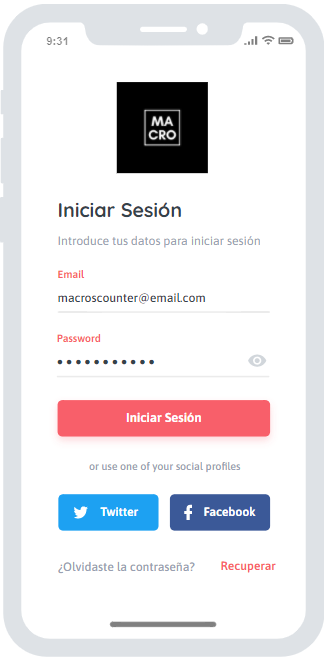 9:31
MA
CRO
Iniciar Sesión
Introduce tus datos para iniciar sesión
Email
macroscounter@email.com
Password
Iniciar Sesión
or use one of your social profiles
Twitter Facebook
¿Olvidaste la contraseña? Recuperar